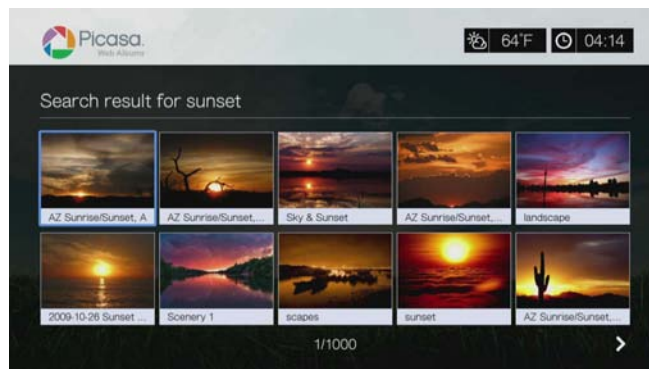 Picasa.
Web Albums
64°F
04:14
Search result for sunset
AZ Sunrise/Sunset, A
AZ Sunrise/Sunset,...
Sky & Sunset
AZ Sunrise/Sunset,...
landscape
2009-10-26 Sunset ...
Scenery 1
scapes
sunset
AZ Sunrise/Sunset,...
1/1000